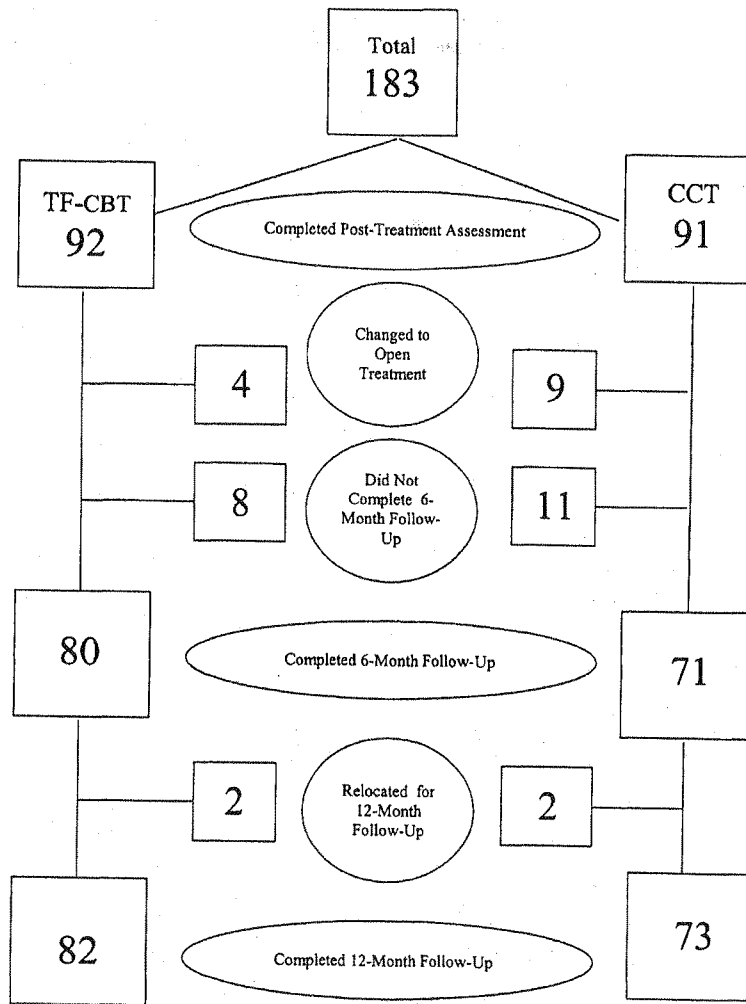 Total
183
TF-CBT
92
Completed Post-Treatment Assessment
CCT
91
Changed to
Open
Treatment
4
9
Did Not
Complete 6-
Month Follow-
Up
8
11
80
Completed 6-Month Follow-Up
71
Relocated for
12-Month
Follow-Up
2
2
82
Completed 12-Month Follow-Up
73